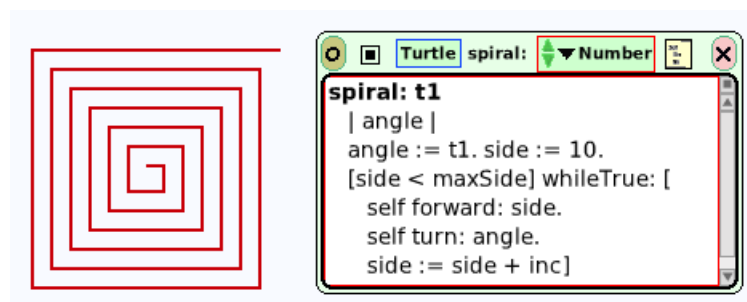 Turtle spiral: Number
spiral: t1
| angle |
angle := t1. side := 10.
[side < maxSide] whileTrue: [
self forward: side.
self turn: angle.
side := side + inc]